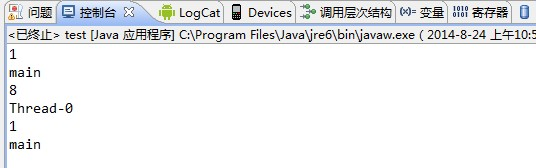 问题 控制台 LogCat Devices 调用层次结构 变量 寄存器
<已终止> test [Java 应用程序] C:\Program Files\Java\jre6\bin\javaw.exe ( 2014-8-24 上午10:5
1
main
8
Thread-0
1
main